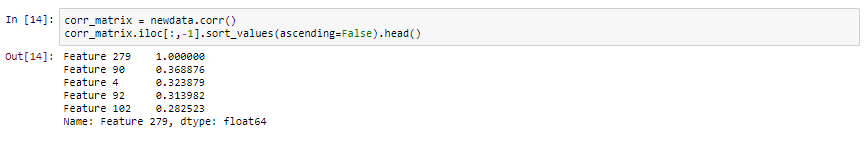 In [14]: corr_matrix = newdata.corr()
corr_matrix.iloc[:,-1].sort_values(ascending=False).head()
Out[14]: Feature 279    1.000000
Feature 90     0.368876
Feature 4      0.323879
Feature 92     0.313982
Feature 102    0.282523
Name: Feature 279, dtype: float64